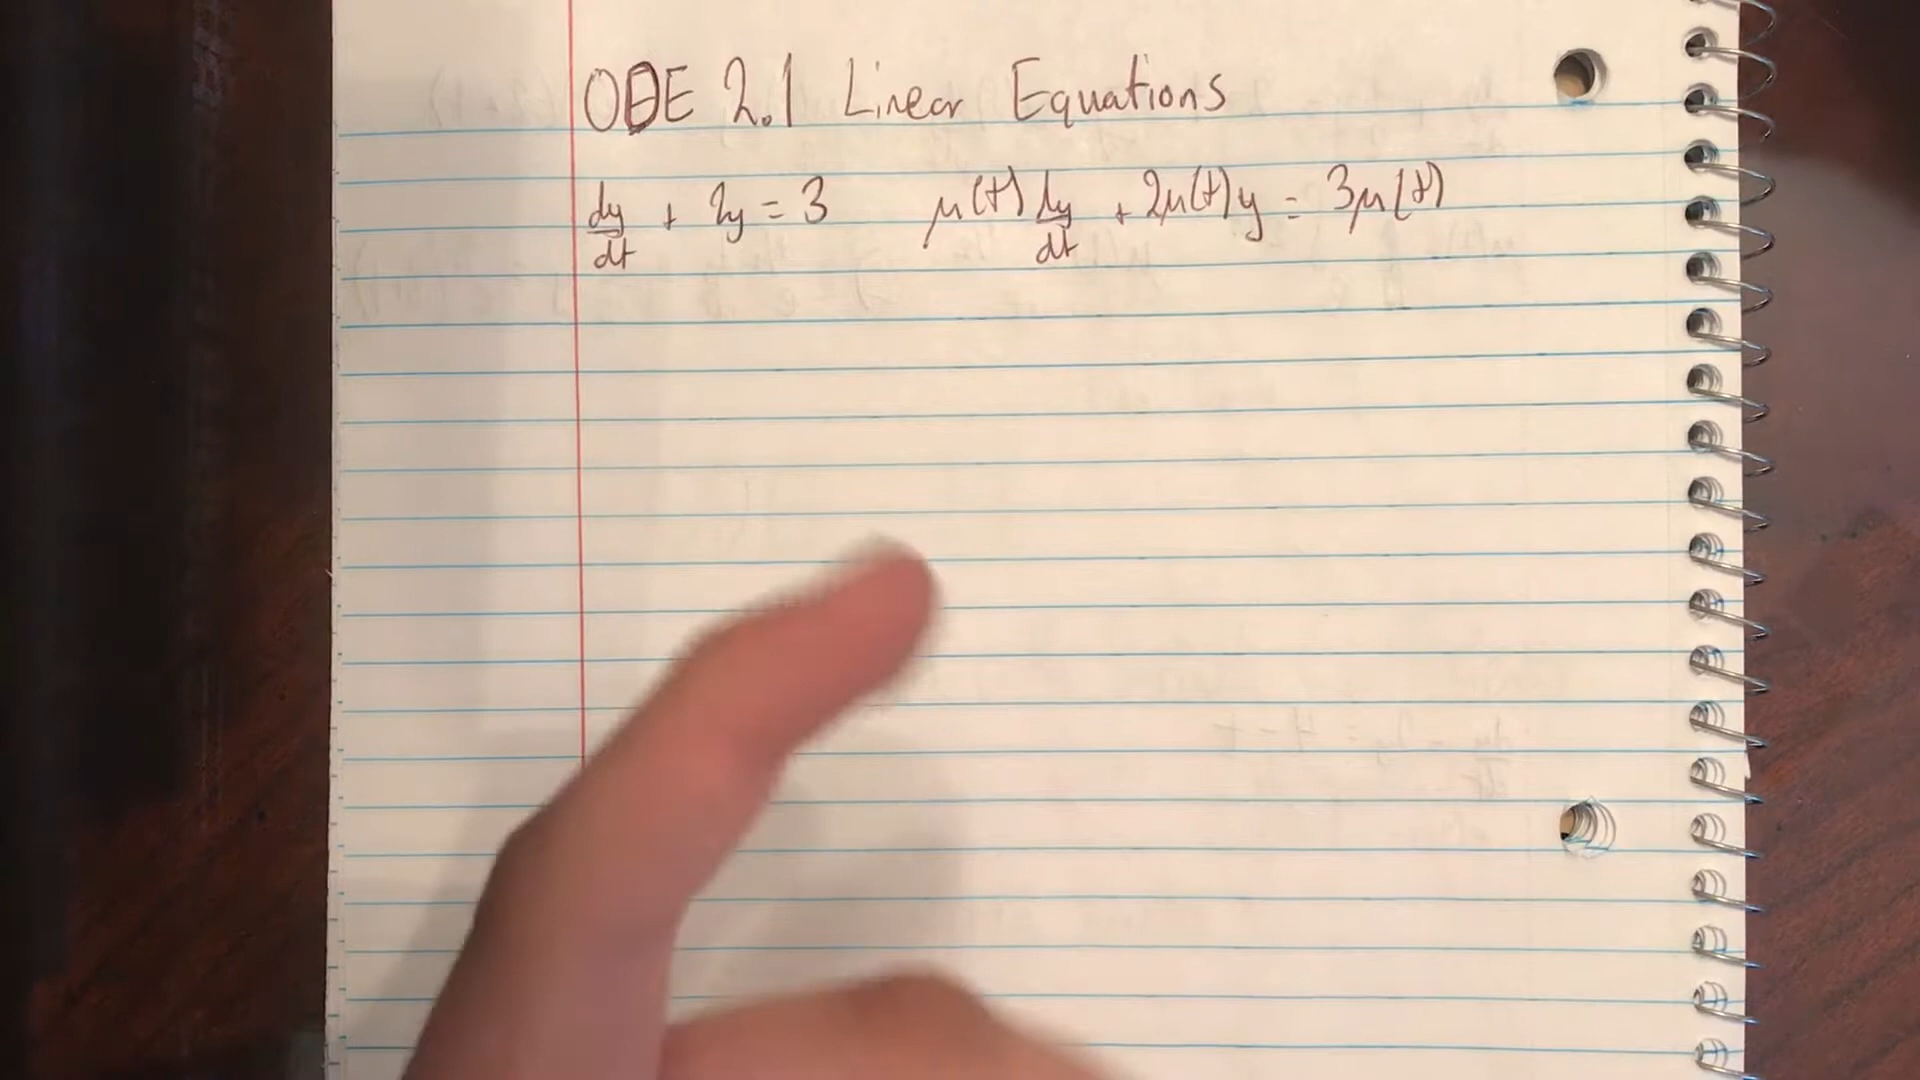 ODE 2.1 Linear Equations
dy/dt + 2y = 3 μ(t) dy/dt + 2μ(t)y = 3μ(t)